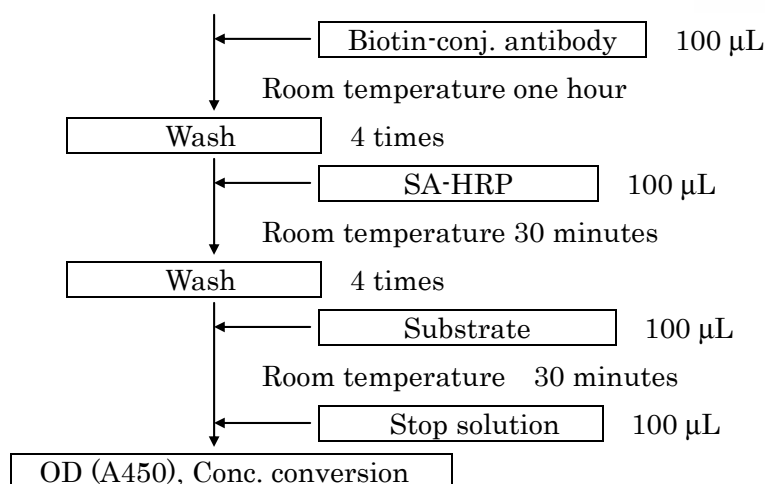 Biotin-conj. antibody 100 µL
Room temperature one hour
Wash 4 times
SA-HRP 100 µL
Room temperature 30 minutes
Wash 4 times
Substrate 100 µL
Room temperature 30 minutes
Stop solution 100 µL
OD (A450), Conc. conversion